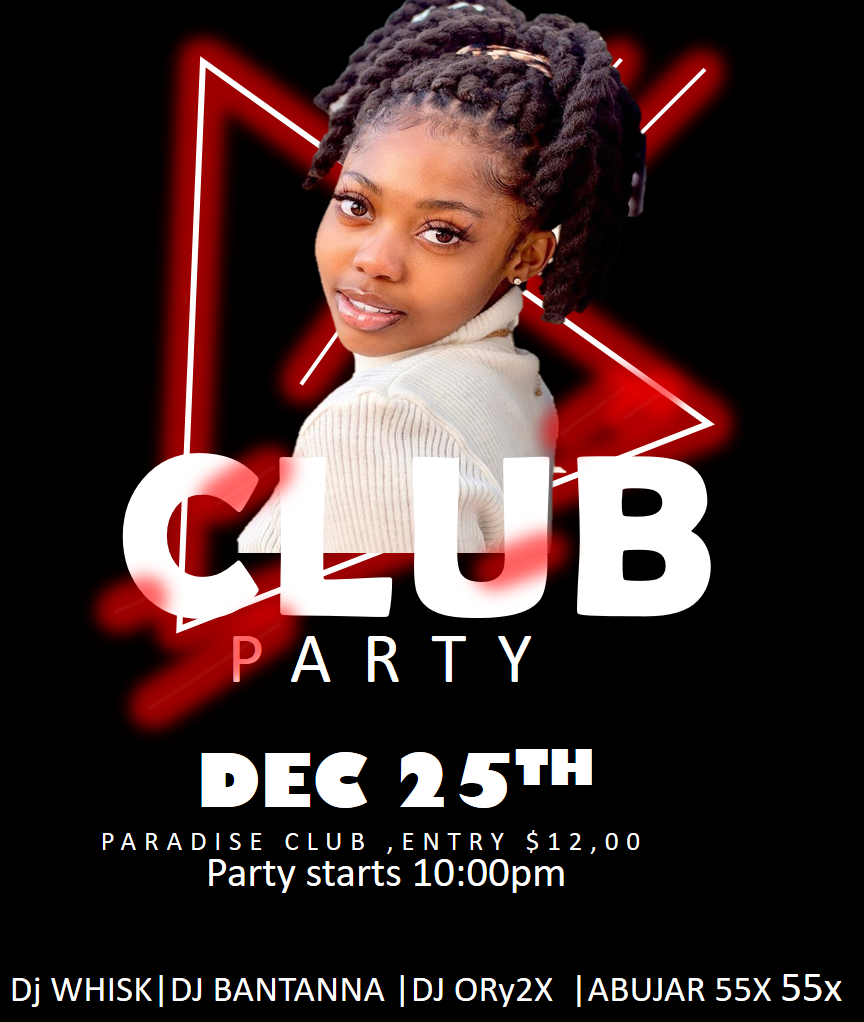 CLUB
PARTY
DEC 25TH
PARADISE CLUB ,ENTRY $12,00
Party starts 10:00pm
Dj WHISK|DJ BANTANNA |DJ ORy2X |ABUJAR 55X 55x